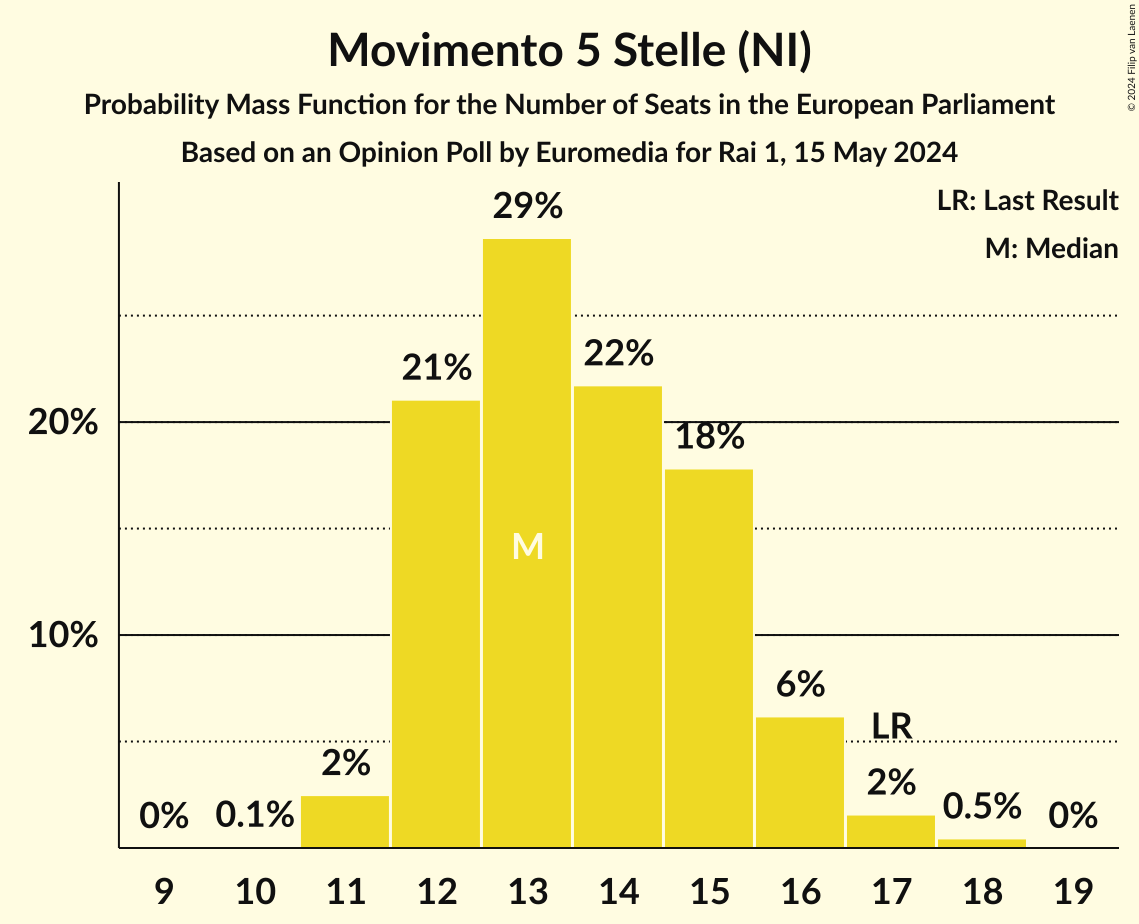 Movimento 5 Stelle (NI)
Probability Mass Function for the Number of Seats in the European Parliament
Based on an Opinion Poll by Euromedia for Rai 1, 15 May 2024
© 2024 Filip van Laenen
LR: Last Result
M: Median
29%
22%
21%
20%
18%
M
10%
6%
LR
2%
2%
0.5%
0%
0.1%
0%
9 10 11 12 13 14 15 16 17 18 19